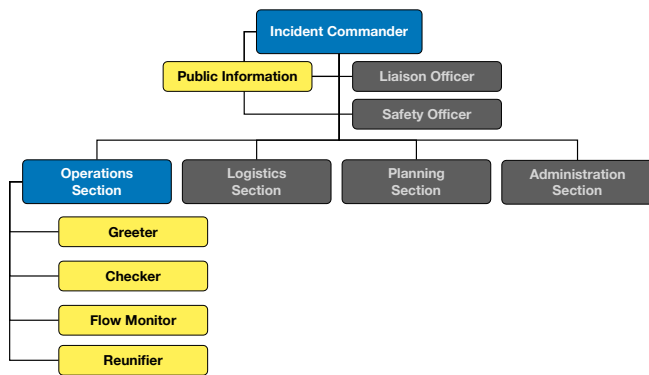 Incident Commander
Public Information
Liaison Officer
Safety Officer
Operations
Section
Logistics
Section
Planning
Section
Administration
Section
Greeter
Checker
Flow Monitor
Reunifier